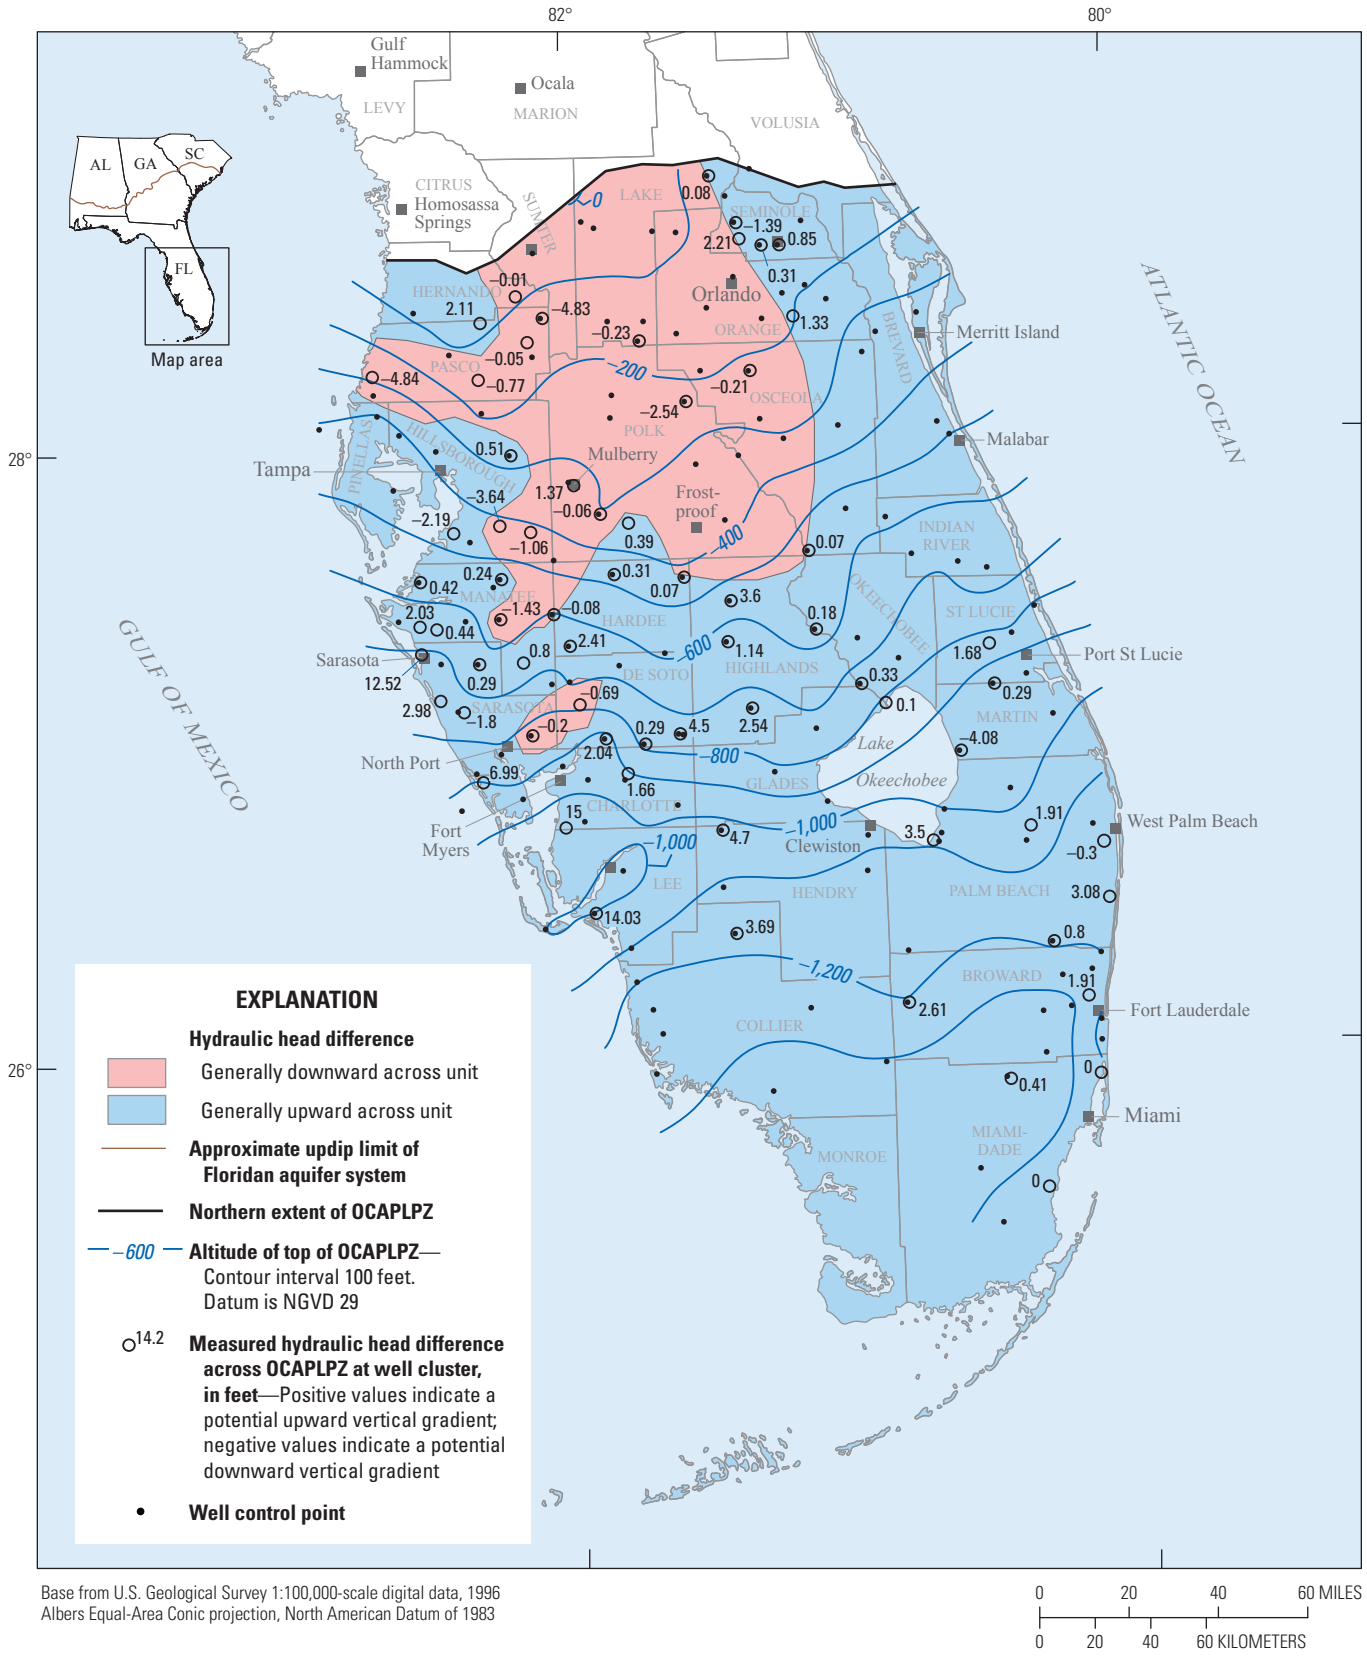 82°
80°
Gulf
Hammock
Ocala
LEVY
MARION
VOLUSIA
AL
GA
SC
FL
Map area
CITRUS
Homosassa
Springs
SUMTER
LAKE
0
0.08
SEMINOLE
–1.39
2.21
0.85
0.31
ATLANTIC OCEAN
–0.01
HERNANDO
2.11
–4.83
Orlando
ORANGE
1.33
BREVARD
Merritt Island
–0.23
–0.05
PASCO
–200
–4.84
–0.77
–0.21
OSCEOLA
–2.54
POLK
PINELLAS
HILLSBOROUGH
0.51
Mulberry
Malabar
28°
Tampa
–3.64
1.37
–0.06
Frost-
proof
–2.19
–1.06
0.39
–400
0.07
INDIAN
RIVER
0.42
0.24
MANATEE
0.31
0.07
3.6
OKEECHOBEE
ST LUCIE
2.03
0.44
–1.43
–0.08
HARDEE
0.18
GULF OF MEXICO
Sarasota
0.8
2.41
–600
1.14
HIGHLANDS
1.68
Port St Lucie
12.52
0.29
DE SOTO
0.33
0.29
2.98
–1.8
SARASOTA
–0.69
0.1
MARTIN
–0.2
0.29
4.5
2.54
North Port
2.04
–800
Lake
Okeechobee
–4.08
6.99
1.66
GLADES
CHARLOTTE
Fort
Myers
15
4.7
–1,000
Clewiston
3.5
1.91
West Palm Beach
–0.3
–1,000
LEE
HENDRY
PALM BEACH
3.08
14.03
3.69
0.8
–1,200
BROWARD
1.91
2.61
Fort Lauderdale
COLLIER
26°
0
0.41
Miami
MIAMI-
DADE
MONROE
0
EXPLANATION
Hydraulic head difference
Generally downward across unit
Generally upward across unit
Approximate updip limit of
Floridan aquifer system
Northern extent of OCAPLPZ
–600
Altitude of top of OCAPLPZ—
Contour interval 100 feet.
Datum is NGVD 29
14.2
Measured hydraulic head difference
across OCAPLPZ at well cluster,
in feet—Positive values indicate a
potential upward vertical gradient;
negative values indicate a potential
downward vertical gradient
Well control point
Base from U.S. Geological Survey 1:100,000-scale digital data, 1996
Albers Equal-Area Conic projection, North American Datum of 1983
0 20 40 60 MILES
0 20 40 60 KILOMETERS